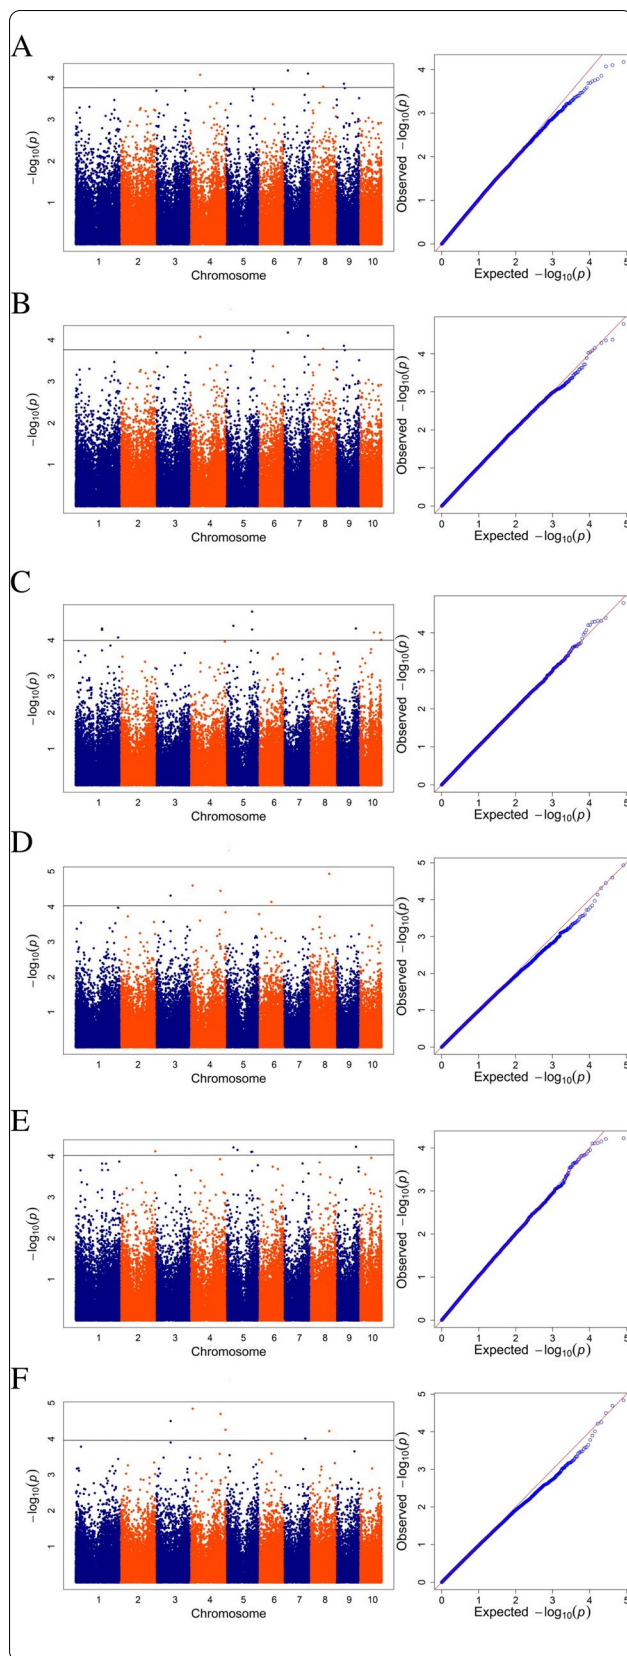 A
−log₁₀(p)
1 2 3 4
1 2 3 4 5 6 7 8 9 10
Chromosome
Observed −log₁₀(p)
0 1 2 3 4
0 1 2 3 4 5
Expected −log₁₀(p)
B
−log₁₀(p)
1 2 3 4
1 2 3 4 5 6 7 8 9 10
Chromosome
Observed −log₁₀(p)
0 1 2 3 4
0 1 2 3 4 5
Expected −log₁₀(p)
C
−log₁₀(p)
1 2 3 4
1 2 3 4 5 6 7 8 9 10
Chromosome
Observed −log₁₀(p)
0 1 2 3 4
0 1 2 3 4 5
Expected −log₁₀(p)
D
−log₁₀(p)
1 2 3 4 5
1 2 3 4 5 6 7 8 9 10
Chromosome
Observed −log₁₀(p)
0 1 2 3 4 5
0 1 2 3 4 5
Expected −log₁₀(p)
E
−log₁₀(p)
1 2 3 4
1 2 3 4 5 6 7 8 9 10
Chromosome
Observed −log₁₀(p)
0 1 2 3 4
0 1 2 3 4 5
Expected −log₁₀(p)
F
−log₁₀(p)
1 2 3 4 5
1 2 3 4 5 6 7 8 9 10
Chromosome
Observed −log₁₀(p)
0 1 2 3 4 5
0 1 2 3 4 5
Expected −log₁₀(p)